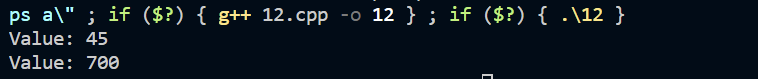 ps a\" ; if ($?) { g++ 12.cpp -o 12 } ; if ($?) { .\12 }
Value: 45
Value: 700